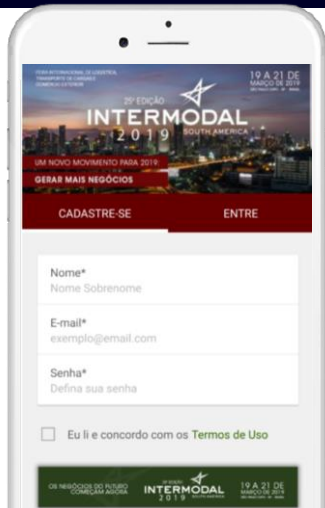 FEIRA INTERNACIONAL DE LOGÍSTICA,
TRANSPORTE DE CARGAS E
COMÉRCIO EXTERIOR
19 A 21 DE
MARÇO DE 2019
25ª EDIÇÃO
INTERMODAL
2019 SOUTH AMERICA
UM NOVO MOVIMENTO PARA 2019:
GERAR MAIS NEGÓCIOS
CADASTRE-SE ENTRE
Nome*
Nome Sobrenome
E-mail*
exemplo@email.com
Senha*
Defina sua senha
Eu li e concordo com os Termos de Uso
OS NEGÓCIOS DO FUTURO
COMEÇAM AGORA
INTERMODAL
2019
19 A 21 DE
MARÇO DE 2019